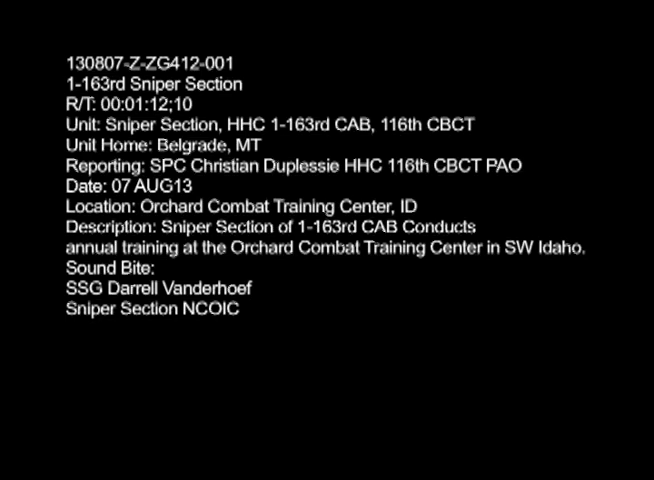 130807-Z-ZG412-001
1-163rd Sniper Section
R/T: 00:01:12;10
Unit: Sniper Section, HHC 1-163rd CAB, 116th CBCT
Unit Home: Belgrade, MT
Reporting: SPC Christian Duplessie HHC 116th CBCT PAO
Date: 07 AUG13
Location: Orchard Combat Training Center, ID
Description: Sniper Section of 1-163rd CAB Conducts
annual training at the Orchard Combat Training Center in SW Idaho.
Sound Bite:
SSG Darrell Vanderhoef
Sniper Section NCOIC